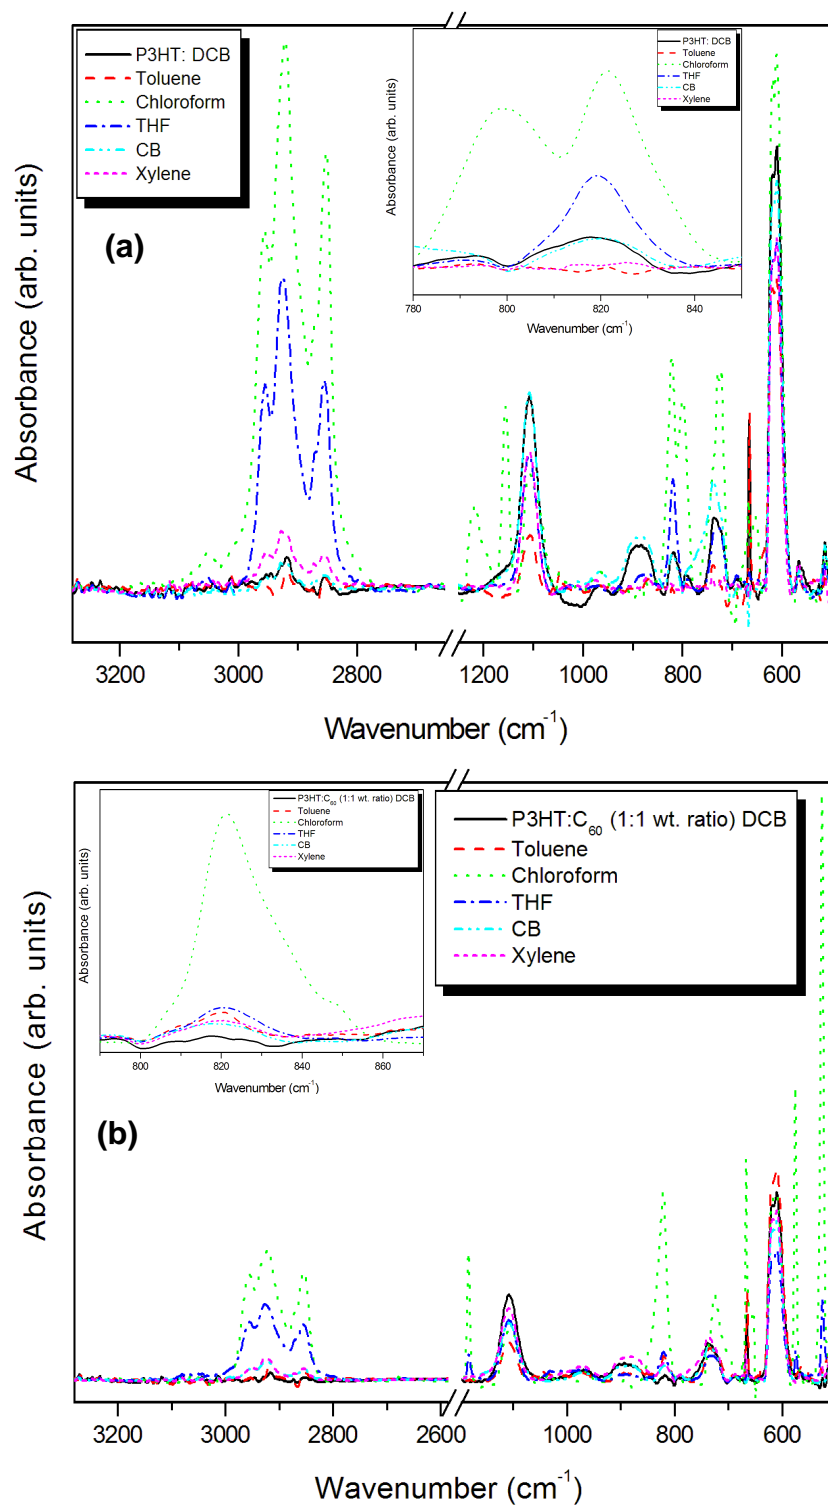 P3HT: DCB
Toluene
Chloroform
THF
CB
Xylene
(a)
Absorbance (arb. units)
P3HT: DCB
Toluene
Chloroform
THF
CB
Xylene
Absorbance (arb. units)
780 800 820 840
Wavenumber (cm⁻¹)
3200 3000 2800 1200 1000 800 600
Wavenumber (cm⁻¹)
P3HT:C₆₀ (1:1 wt. ratio) DCB
Toluene
Chloroform
THF
CB
Xylene
Absorbance (arb. units)
800 820 840 860
Wavenumber (cm⁻¹)
P3HT:C₆₀ (1:1 wt. ratio) DCB
Toluene
Chloroform
THF
CB
Xylene
(b)
Absorbance (arb. units)
3200 3000 2800 2600 1000 800 600
Wavenumber (cm⁻¹)